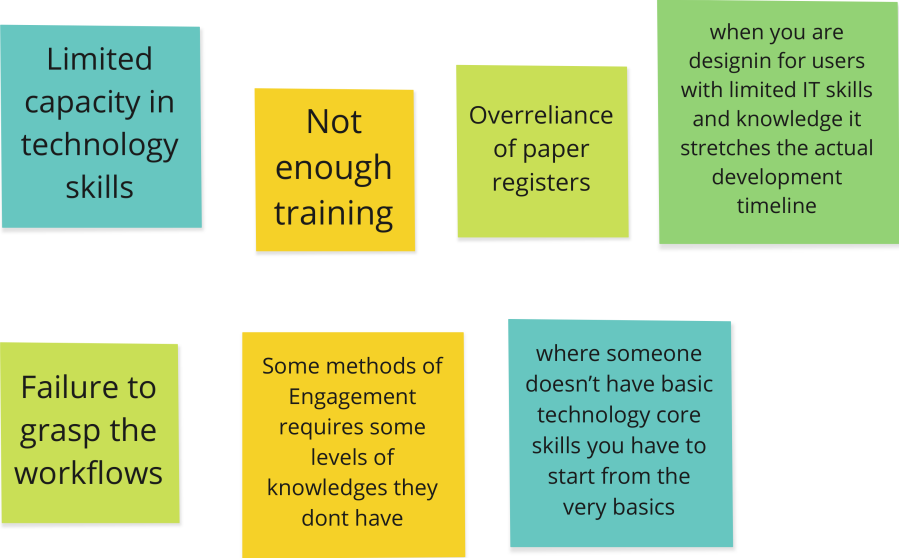 Limited
capacity in
technology
skills
Not
enough
training
Overreliance
of paper
registers
when you are
designin for users
with limited IT skills
and knowledge it
stretches the actual
development
timeline
Failure to
grasp the
workflows
Some methods of
Engagement
requires some
levels of
knowledges they
dont have
where someone
doesn’t have basic
technology core
skills you have to
start from the
very basics